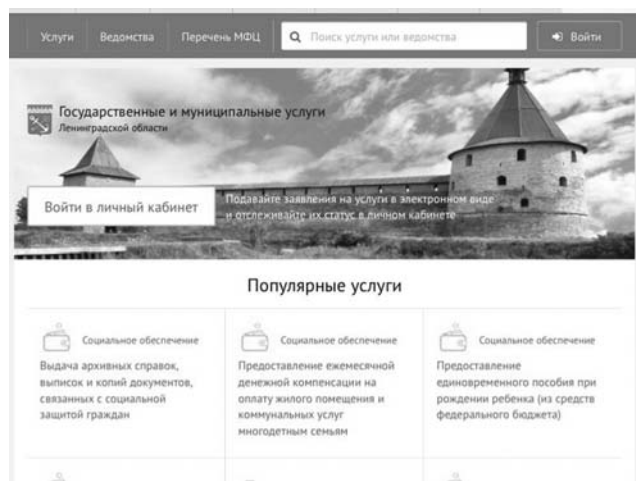 Услуги
Ведомства
Перечень МФЦ
Поиск услуги или ведомства
Войти
Государственные и муниципальные услуги
Ленинградской области
Войти в личный кабинет
Подавайте заявления на услуги в электронном виде
и отслеживайте их статус в личном кабинете
Популярные услуги
Социальное обеспечение
Выдача архивных справок,
выписок и копий документов,
связанных с социальной
защитой граждан
Социальное обеспечение
Предоставление ежемесячной
денежной компенсации на
оплату жилого помещения и
коммунальных услуг
многодетным семьям
Социальное обеспечение
Предоставление
единовременного пособия при
рождении ребенка (из средств
федерального бюджета)